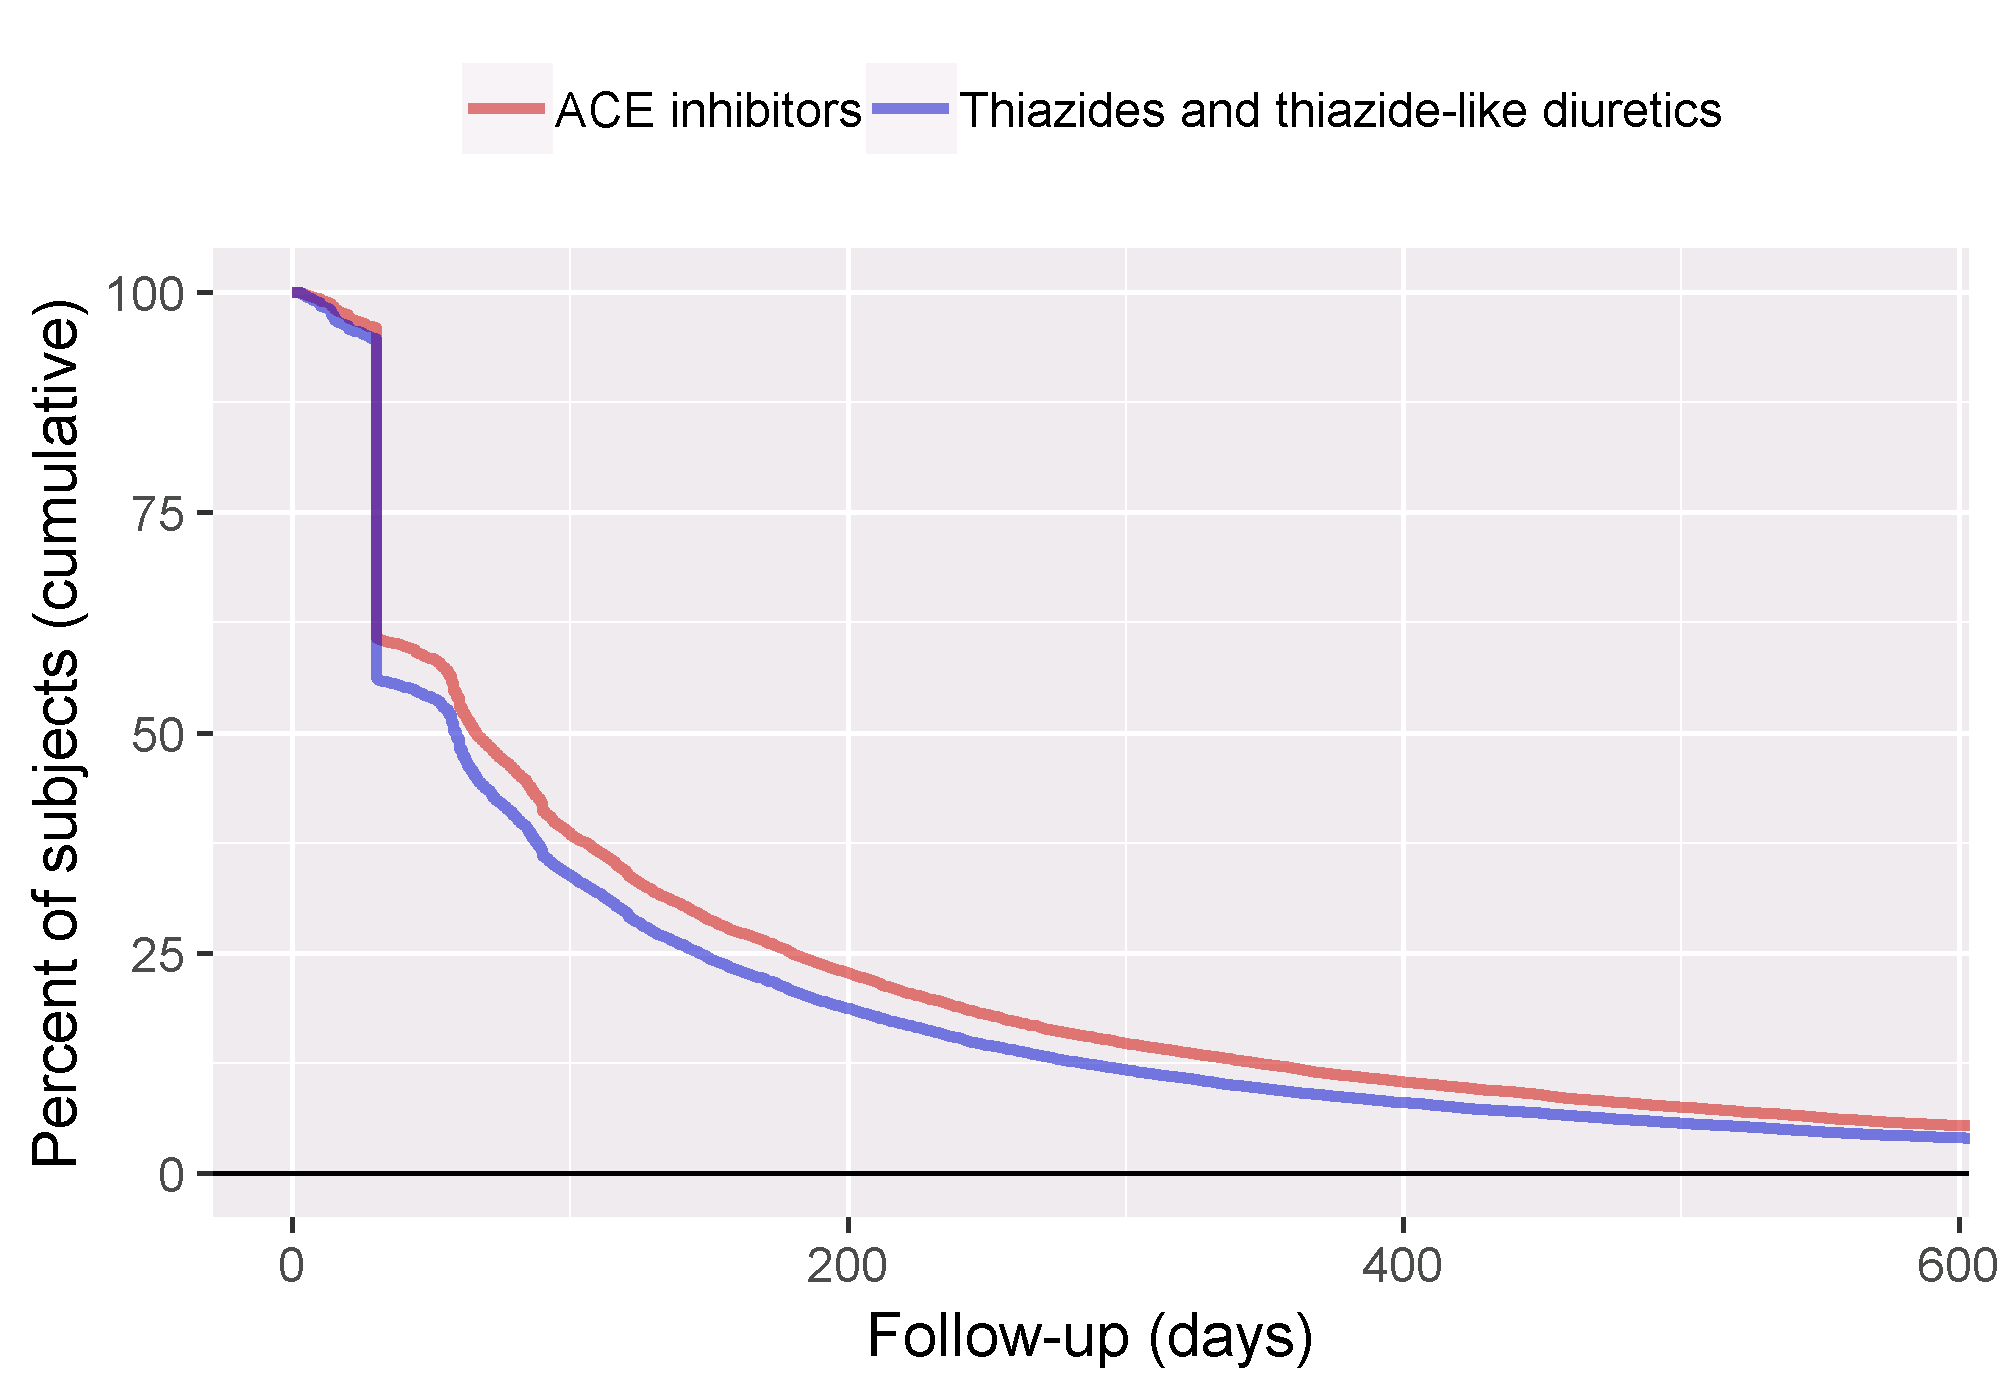 ACE inhibitors Thiazides and thiazide-like diuretics
Percent of subjects (cumulative)
100
75
50
25
0
0 200 400 600
Follow-up (days)